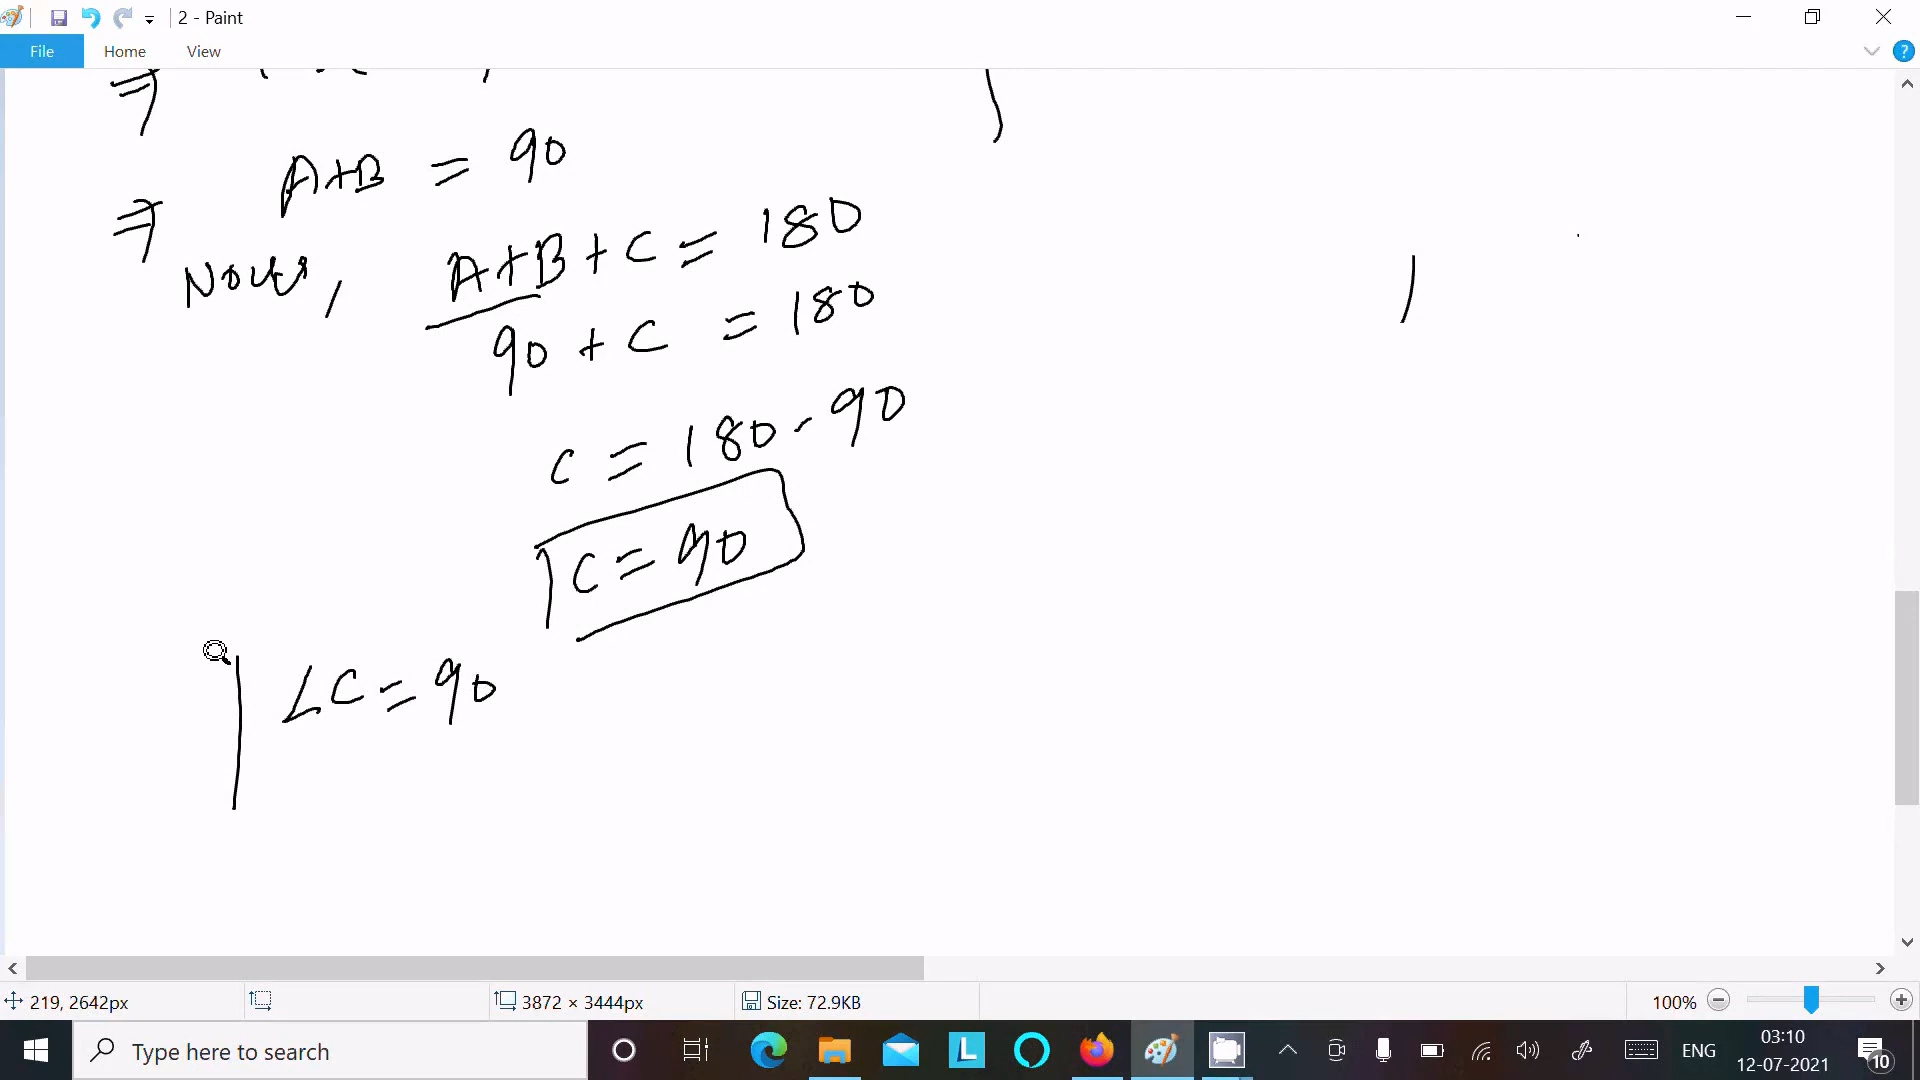 2 - Paint
File Home View
⇒
A+B = 90
⇒
Now, A+B+C = 180
90 + C = 180
C = 180 - 90
C = 90
∠C = 90
219, 2642px 3872 × 3444px Size: 72.9KB 100%
Type here to search
ENG
03:10
12-07-2021
10